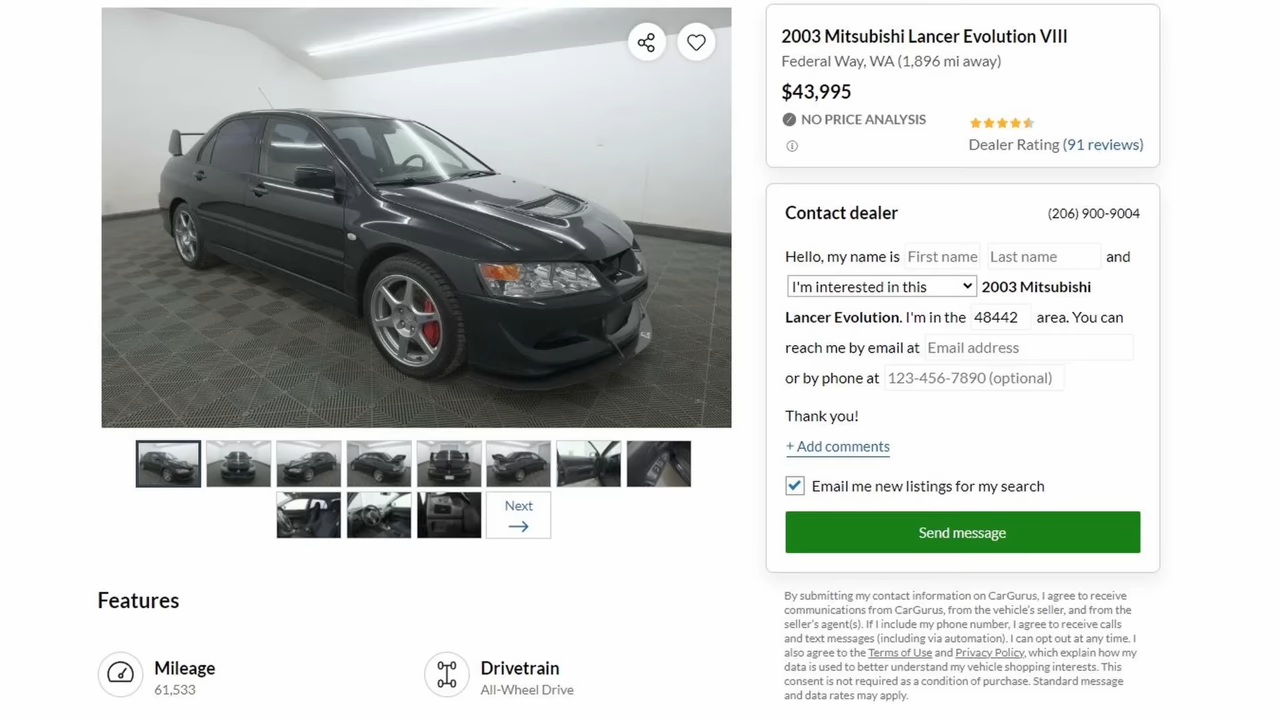 2003 Mitsubishi Lancer Evolution VIII
Federal Way, WA (1,896 mi away)
$43,995
NO PRICE ANALYSIS
Dealer Rating (91 reviews)
Contact dealer
(206) 900-9004
Hello, my name is First name Last name and
I'm interested in this 2003 Mitsubishi
Lancer Evolution. I'm in the 48442 area. You can
reach me by email at Email address
or by phone at 123-456-7890 (optional)
Thank you!
+ Add comments
Email me new listings for my search
Send message
By submitting my contact information on CarGurus, I agree to receive
communications from CarGurus, from the vehicle's seller, and from the
seller's agent(s). If I include my phone number, I agree to receive calls
and text messages (including via automation). I can opt out at any time. I
also agree to the Terms of Use and Privacy Policy, which explain how my
data is used to better understand my vehicle shopping interests. This
consent is not required as a condition of purchase. Standard message
and data rates may apply.
Next
Features
Mileage
61,533
Drivetrain
All-Wheel Drive